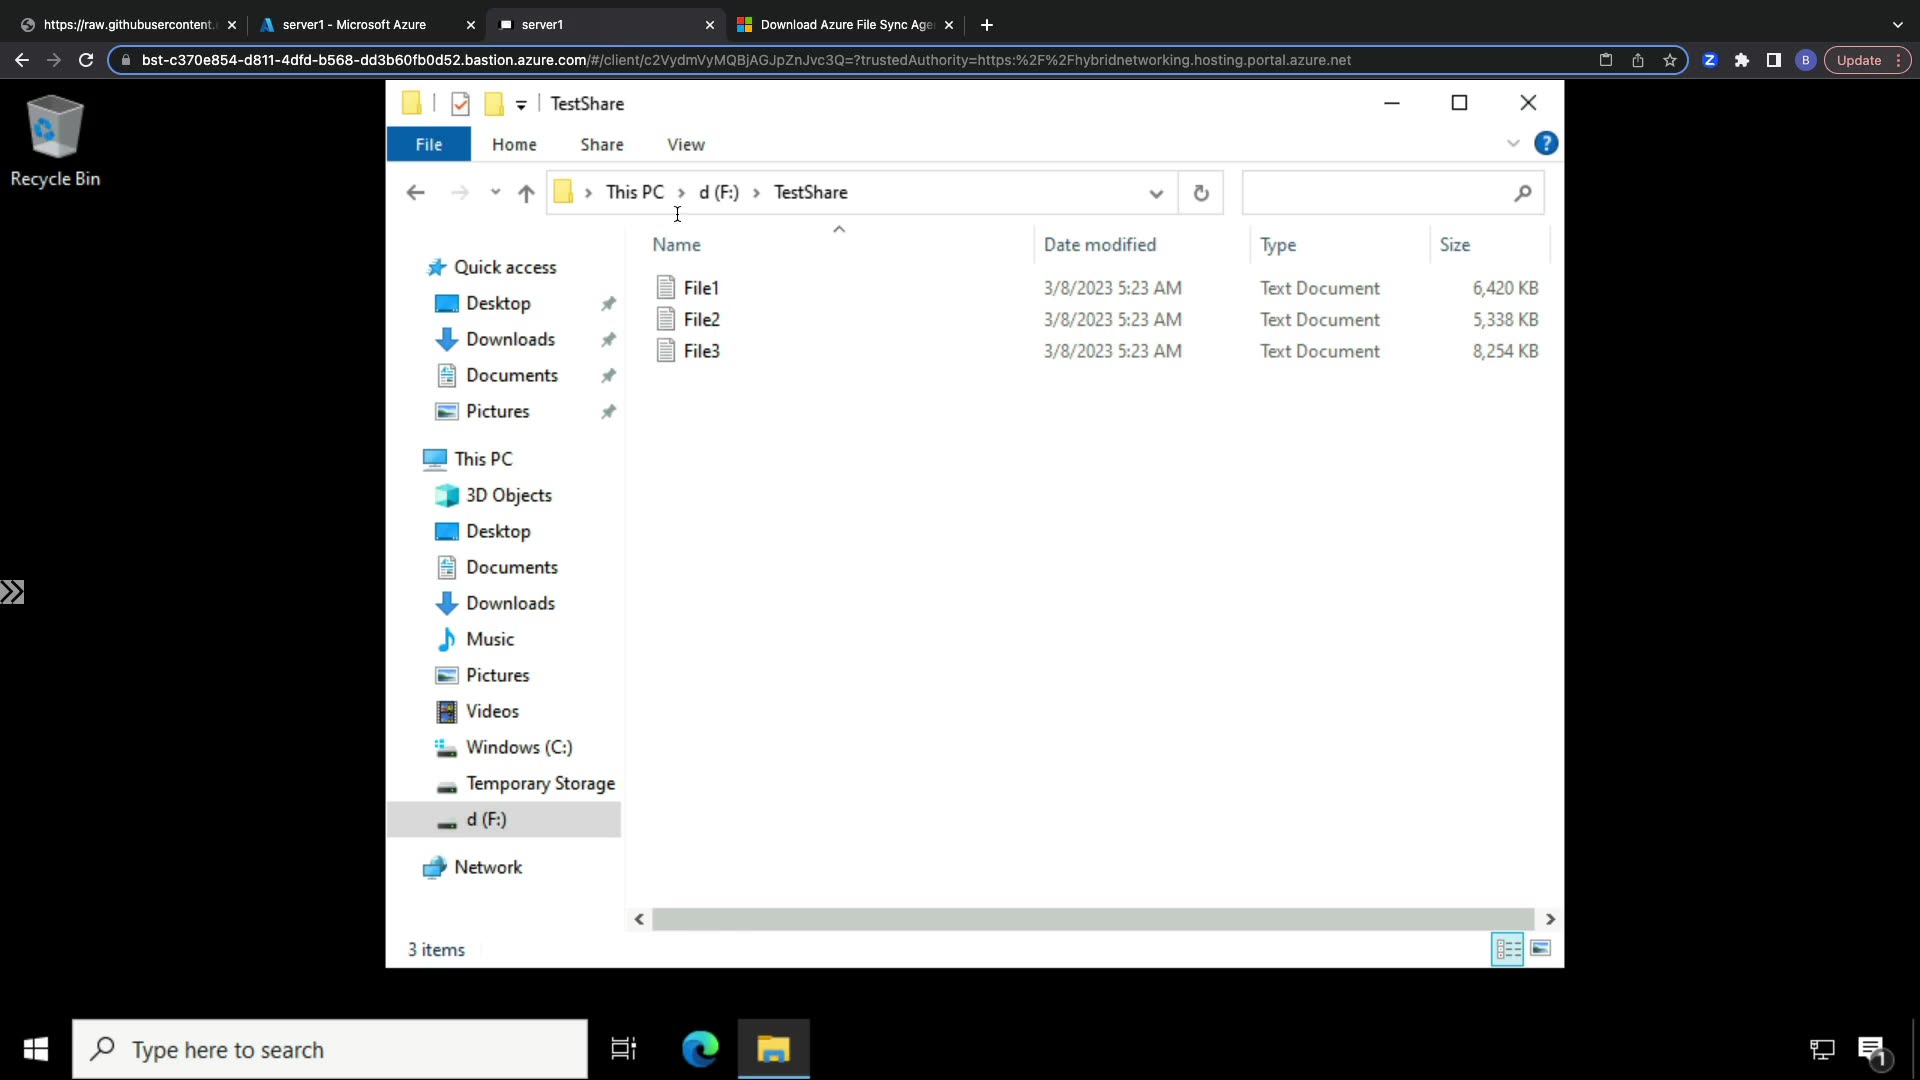 https://raw.githubusercontent.
server1 - Microsoft Azure
server1
Download Azure File Sync Age
bst-c370e854-d811-4dfd-b568-dd3b60fb0d52.bastion.azure.com/#/client/c2VydmVyMQBjAGJpZnJvc3Q=?trustedAuthority=https:%2F%2Fhybridnetworking.hosting.portal.azure.net
Z
B
Update
Recycle Bin
TestShare
File Home Share View
?
This PC d (F:) TestShare
Name Date modified Type Size
File1 3/8/2023 5:23 AM Text Document 6,420 KB
File2 3/8/2023 5:23 AM Text Document 5,338 KB
File3 3/8/2023 5:23 AM Text Document 8,254 KB
Quick access
Desktop
Downloads
Documents
Pictures
This PC
3D Objects
Desktop
Documents
Downloads
Music
Pictures
Videos
Windows (C:)
Temporary Storage
d (F:)
Network
3 items
Type here to search
1